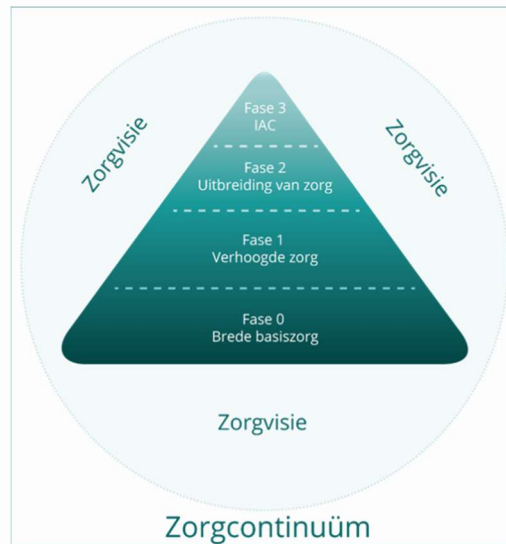 Zorgvisie
Zorgvisie
Fase 3
IAC
Fase 2
Uitbreiding van zorg
Fase 1
Verhoogde zorg
Fase 0
Brede basiszorg
Zorgvisie
Zorgcontinuüm